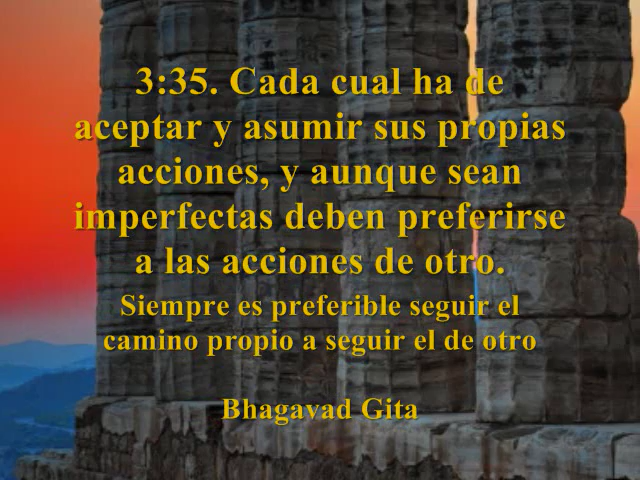 3:35. Cada cual ha de
aceptar y asumir sus propias
acciones, y aunque sean
imperfectas deben preferirse
a las acciones de otro.
Siempre es preferible seguir el
camino propio a seguir el de otro
Bhagavad Gita